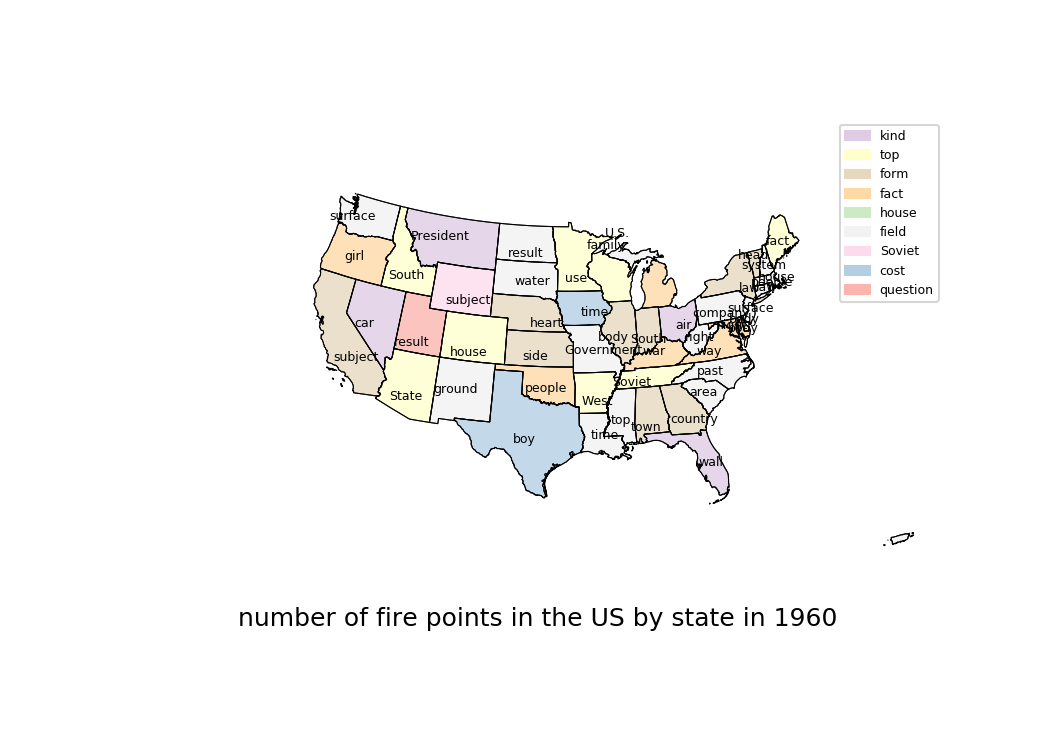 kind
top
form
fact
house
field
Soviet
cost
question
surface
President
U.S.
family
fact
girl
result
head
system
South
water
use
house
law
subject
time
surface
car
heart
company
air
result
body
South
right
subject
house
side
Government
war
way
people
Soviet
past
State
ground
West
area
boy
time
top
town
country
wall
number of fire points in the US by state in 1960